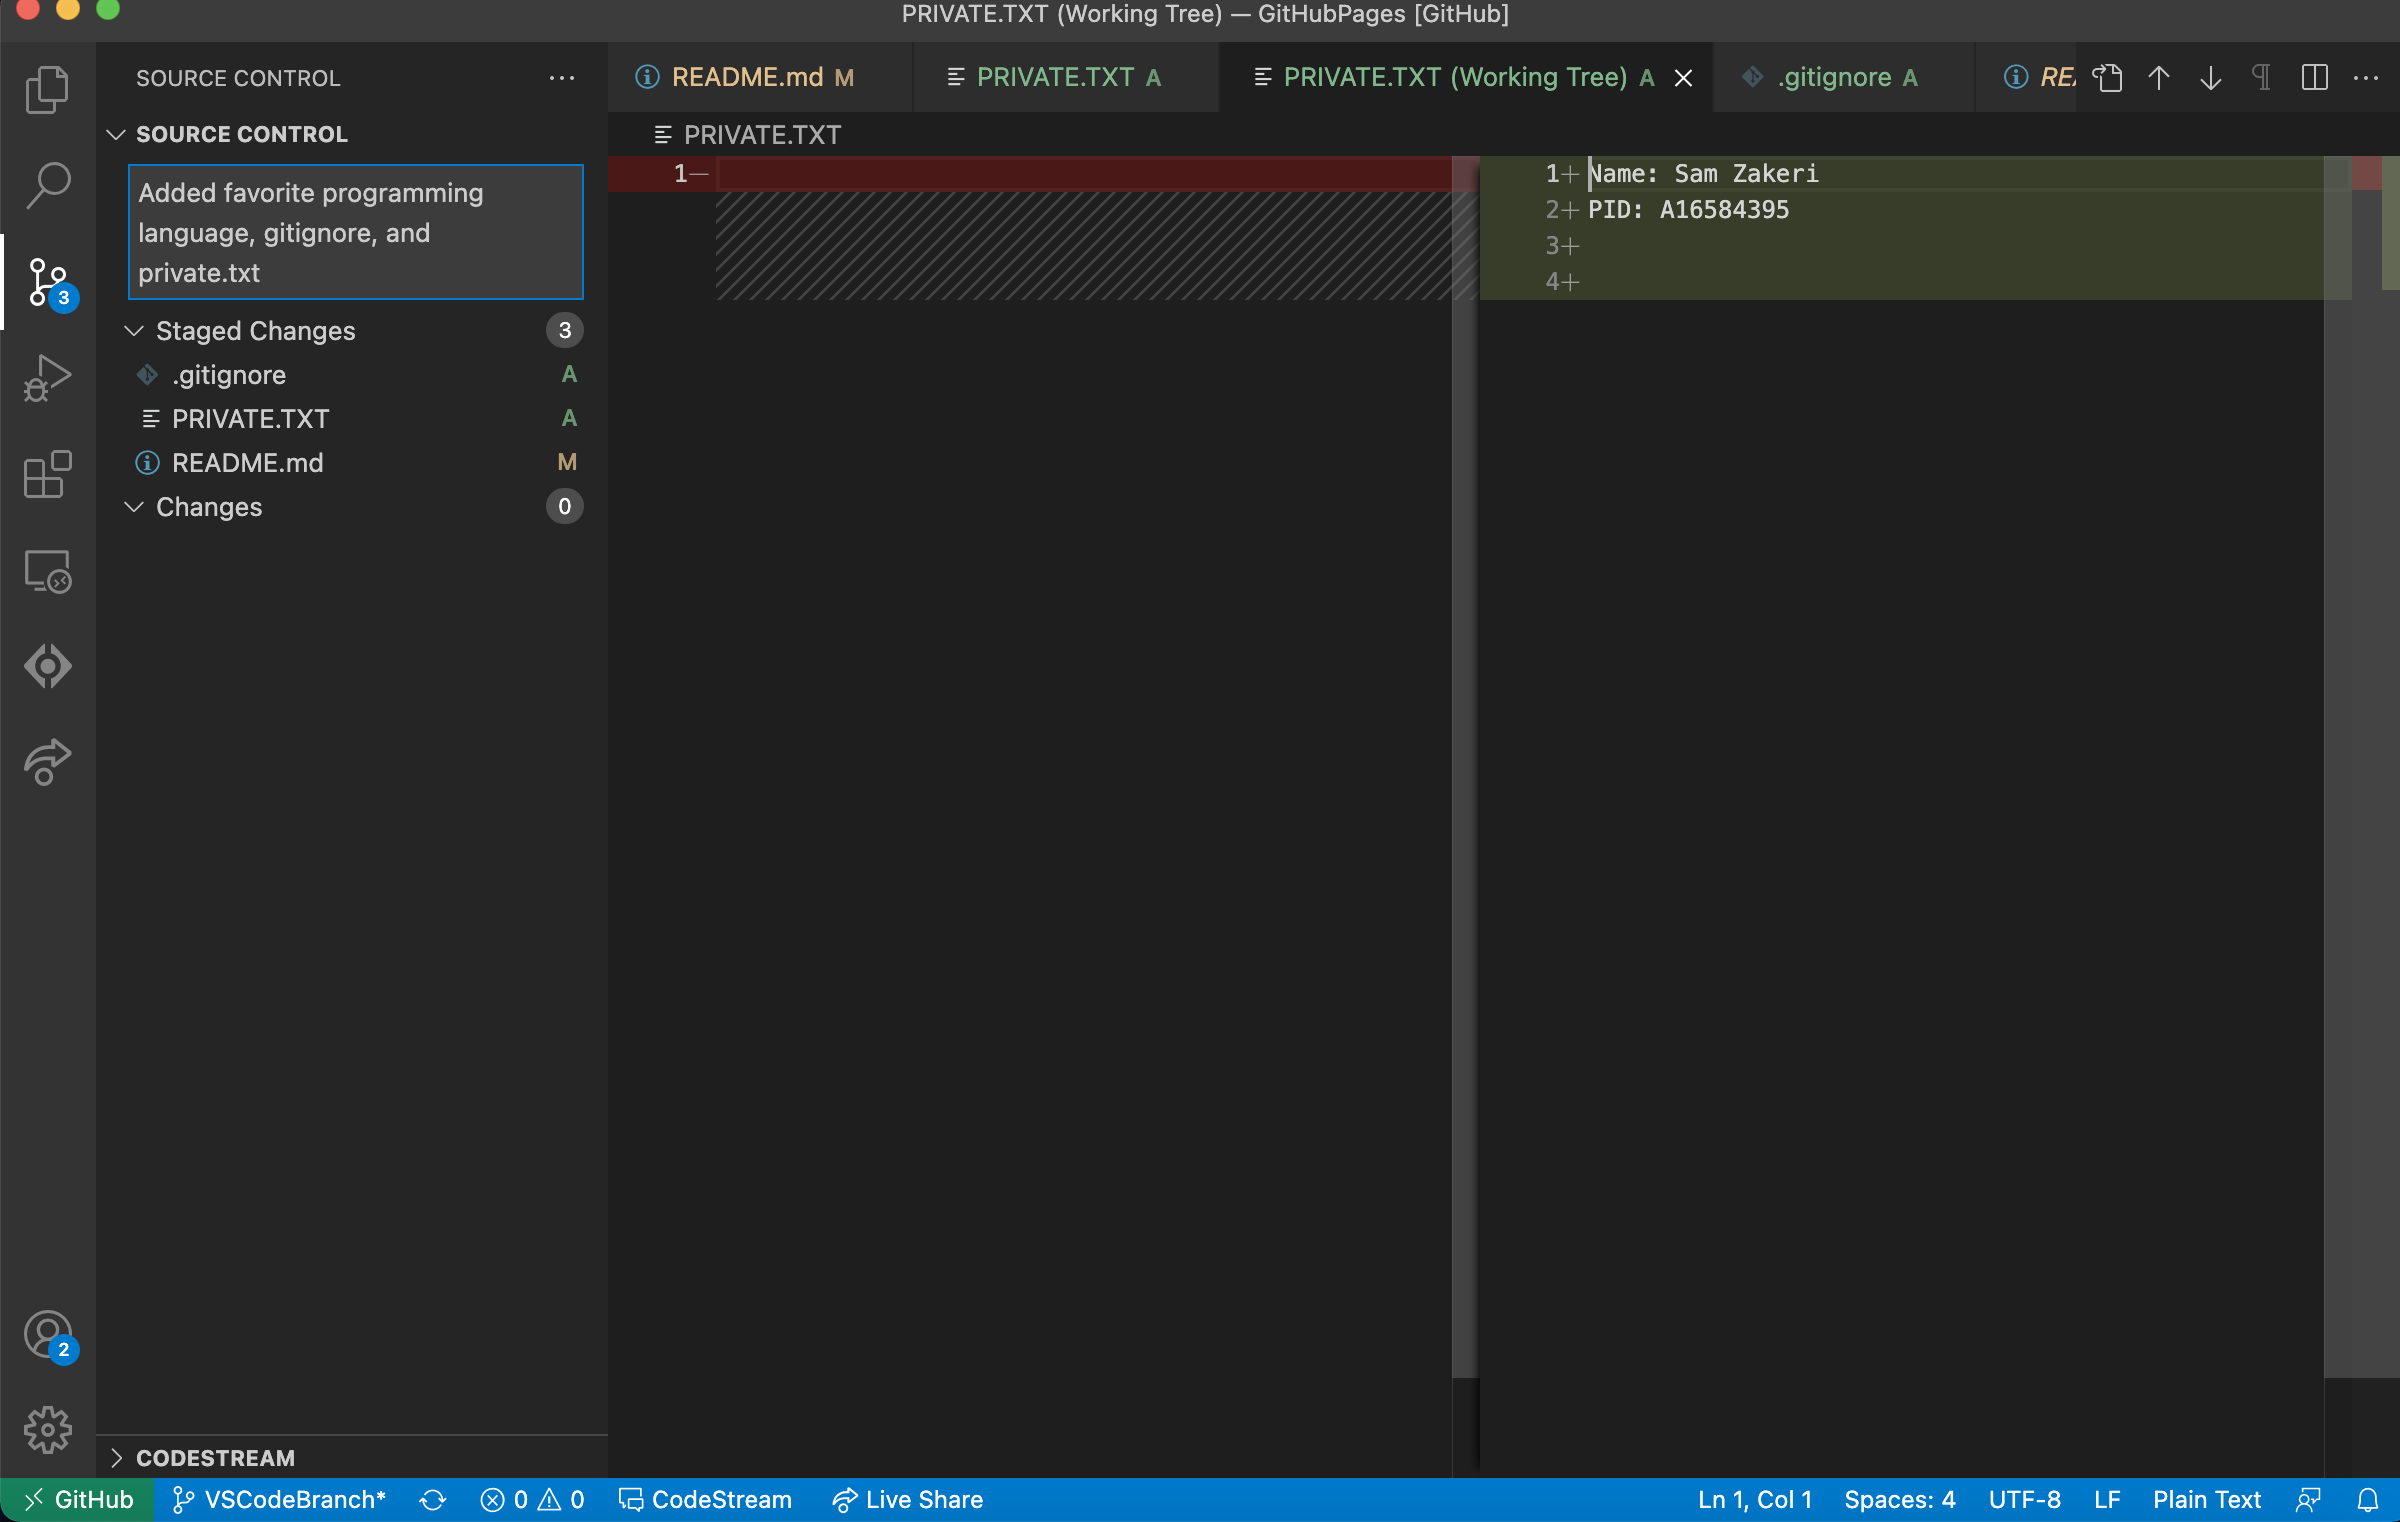 PRIVATE.TXT (Working Tree) — GitHubPages [GitHub]
SOURCE CONTROL
README.md M
PRIVATE.TXT A
PRIVATE.TXT (Working Tree) A
.gitignore A
REA
SOURCE CONTROL
PRIVATE.TXT
Added favorite programming
language, gitignore, and
private.txt
1—
1+ Name: Sam Zakeri
2+ PID: A16584395
3+
4+
3
Staged Changes 3
.gitignore A
PRIVATE.TXT A
README.md M
Changes 0
2
CODESTREAM
GitHub VSCodeBranch* 0 0 CodeStream Live Share Ln 1, Col 1 Spaces: 4 UTF-8 LF Plain Text